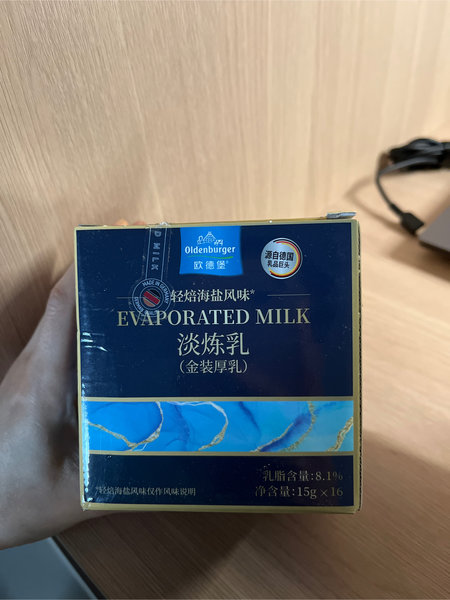 Oldenburger
欧德堡®
源自德国
乳品巨头
MADE IN GERMANY
轻焙海盐风味*
EVAPORATED MILK
淡炼乳
（金装厚乳）
乳脂含量:8.1%
*轻焙海盐风味仅作风味说明
净含量:15g×16